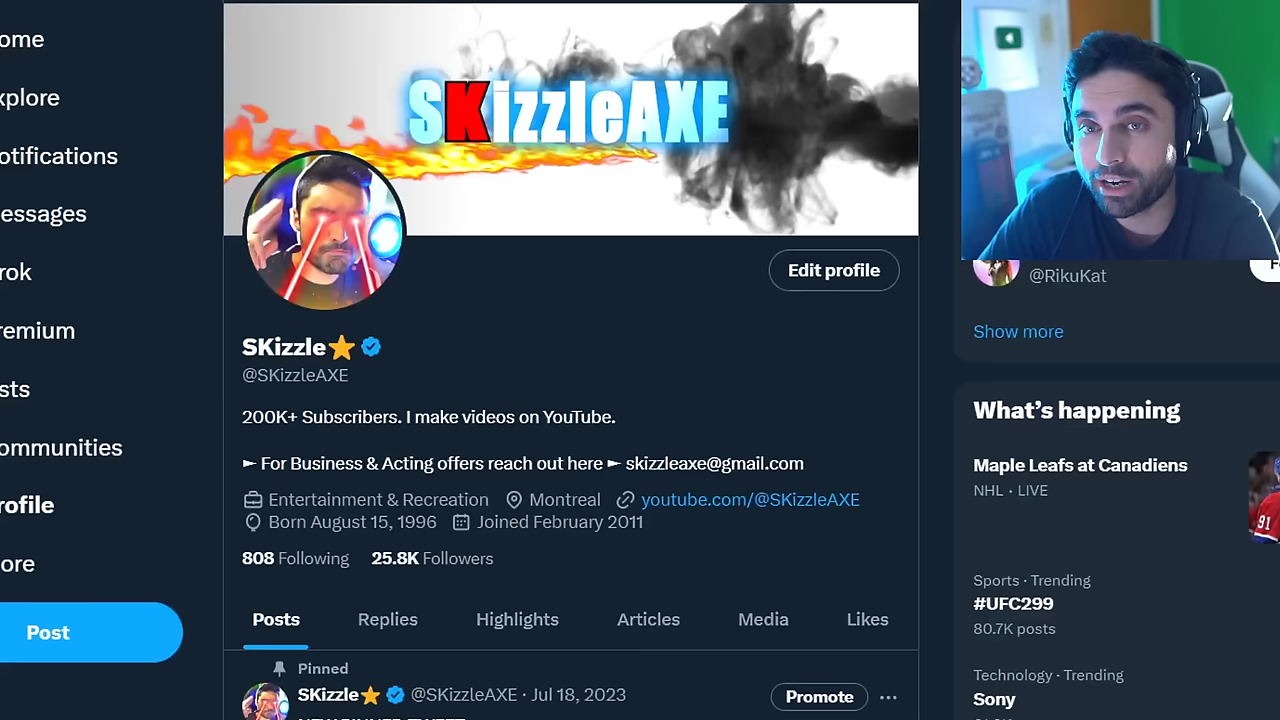 ome
xplore
otifications
essages
rok
remium
sts
ommunities
rofile
ore
Post
SKizzleAXE
Edit profile
SKizzle⭐
@SKizzleAXE
200K+ Subscribers. I make videos on YouTube.
► For Business & Acting offers reach out here ► skizzleaxe@gmail.com
Entertainment & Recreation Montreal youtube.com/@SKizzleAXE
Born August 15, 1996 Joined February 2011
808 Following 25.8K Followers
Posts Replies Highlights Articles Media Likes
Pinned
SKizzle⭐ @SKizzleAXE · Jul 18, 2023
Promote ···
@RikuKat
Show more
What's happening
Maple Leafs at Canadiens
NHL · LIVE
91
Sports · Trending
#UFC299
80.7K posts
Technology · Trending
Sony